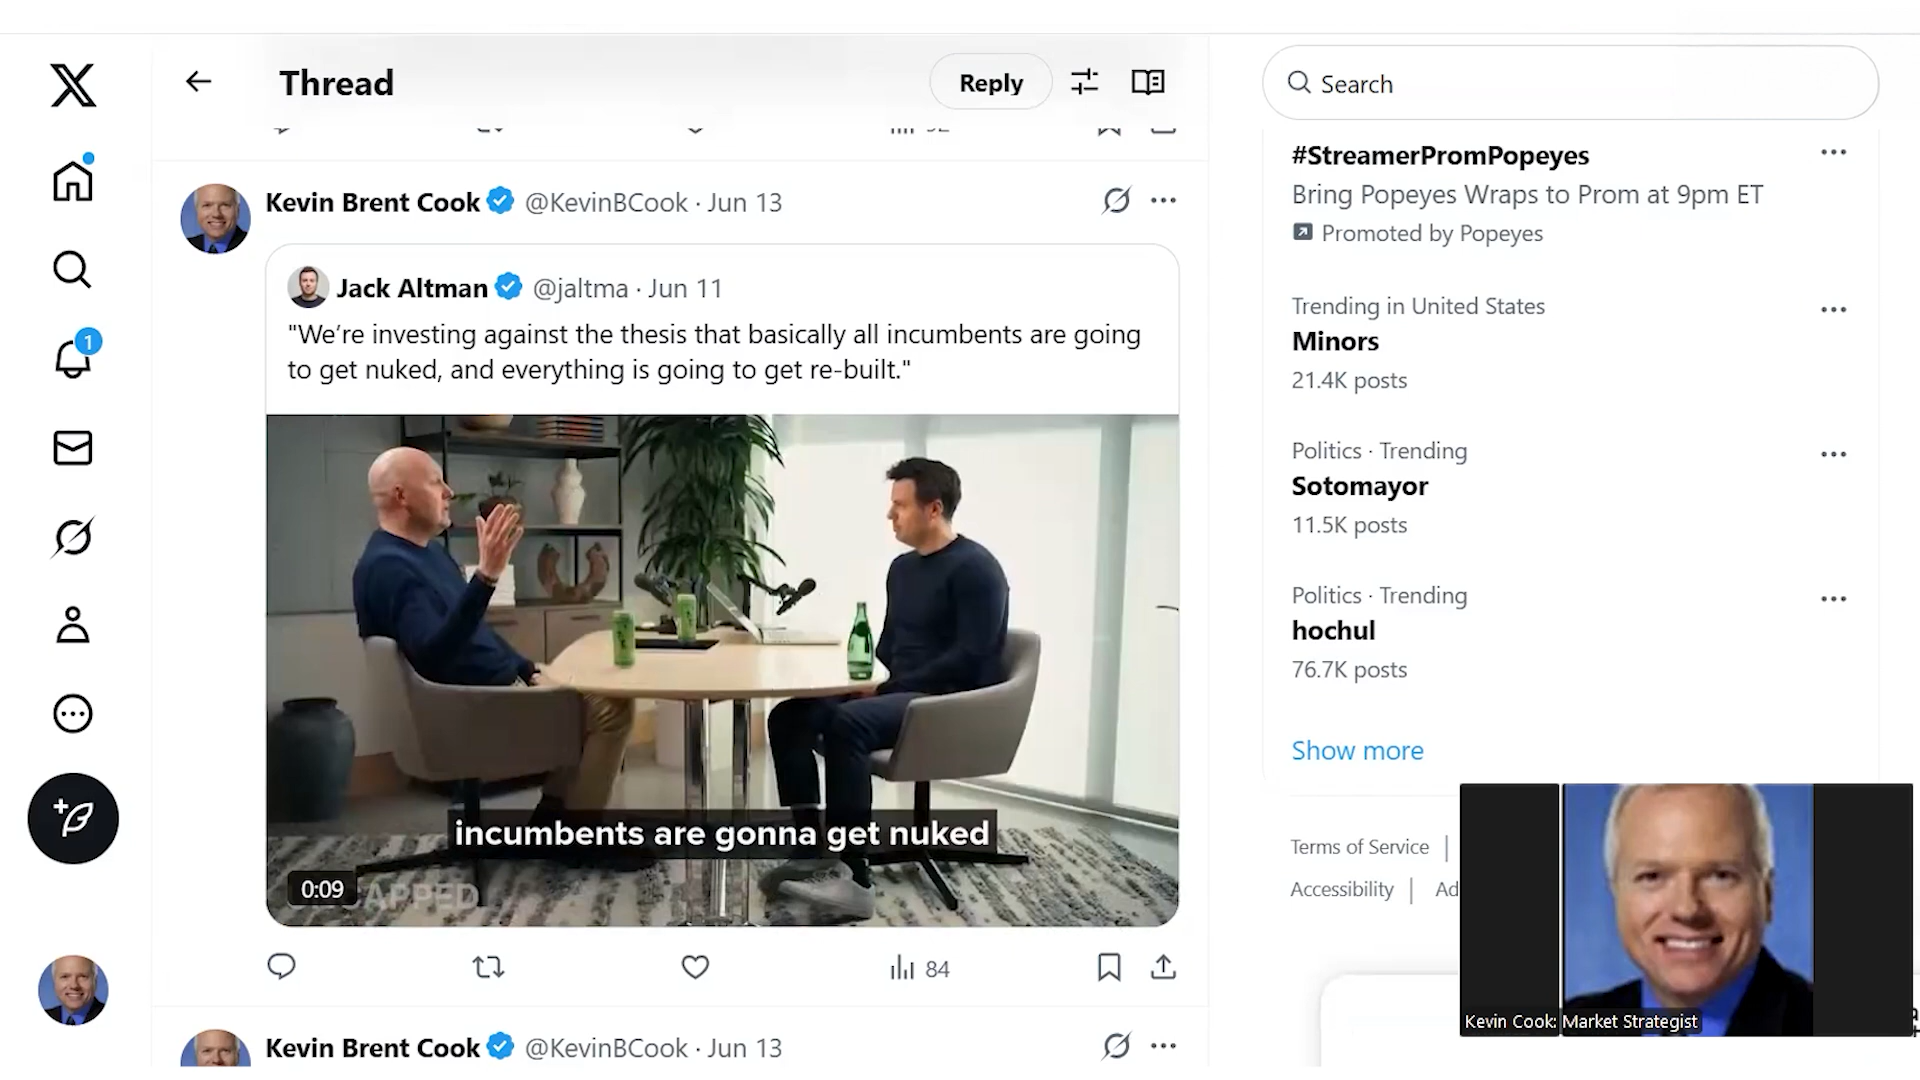 Thread
Reply
Search
Kevin Brent Cook @KevinBCook · Jun 13
Jack Altman @jaltma · Jun 11
"We're investing against the thesis that basically all incumbents are going
to get nuked, and everything is going to get re-built."
incumbents are gonna get nuked
0:09
84
Kevin Brent Cook @KevinBCook · Jun 13
1
#StreamerPromPopeyes
Bring Popeyes Wraps to Prom at 9pm ET
Promoted by Popeyes
Trending in United States
Minors
21.4K posts
Politics · Trending
Sotomayor
11.5K posts
Politics · Trending
hochul
76.7K posts
Show more
Terms of Service
Accessibility
Kevin Cook: Market Strategist